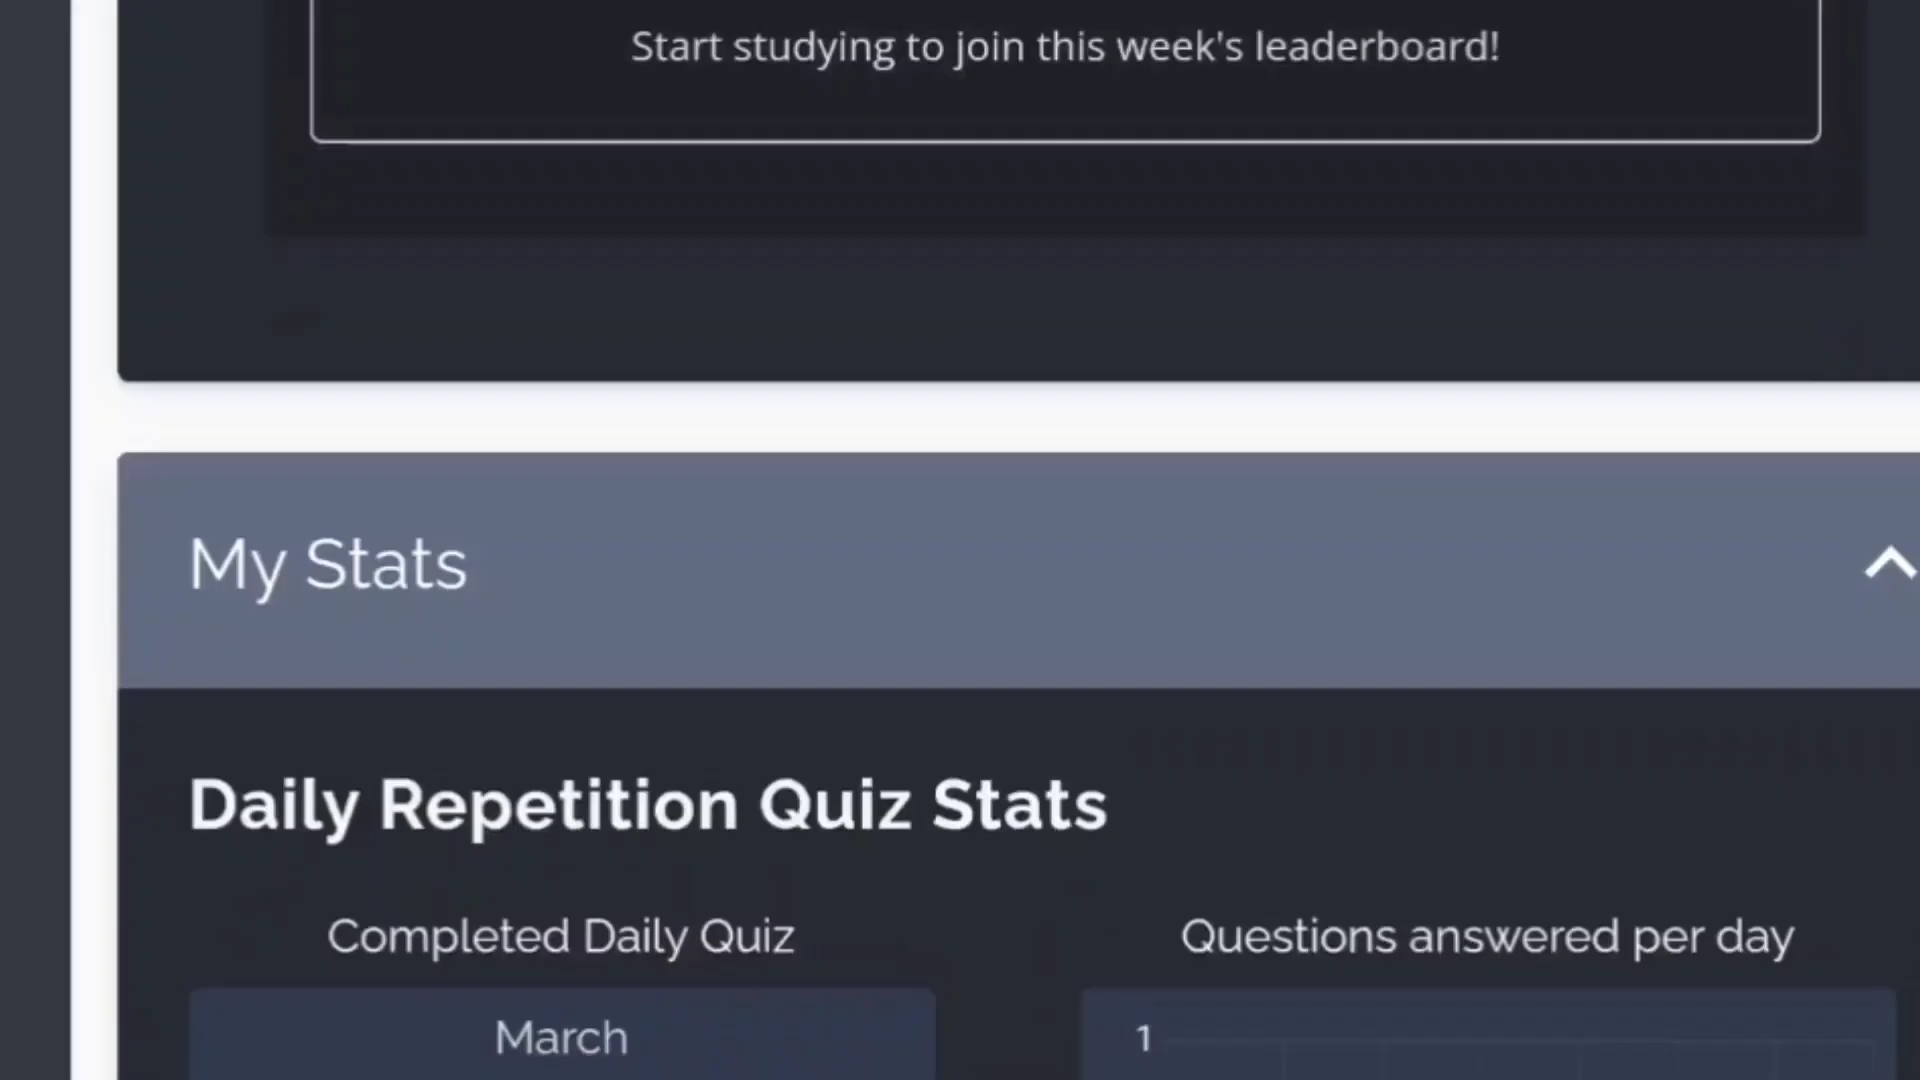 Start studying to join this week's leaderboard!
My Stats
Daily Repetition Quiz Stats
Completed Daily Quiz
Questions answered per day
March
1